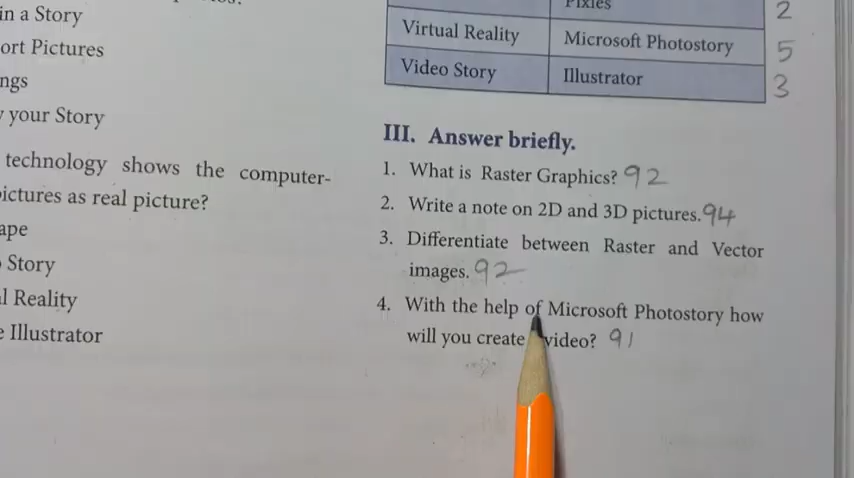 in a Story
ort Pictures
ngs
your Story
technology shows the computer-
ictures as real picture?
ape
Story
l Reality
e Illustrator
Pixies 2
Virtual Reality Microsoft Photostory 5
Video Story Illustrator 3
III. Answer briefly.
1. What is Raster Graphics? 92
2. Write a note on 2D and 3D pictures. 94
3. Differentiate between Raster and Vector
images. 92
4. With the help of Microsoft Photostory how
will you create video? 91